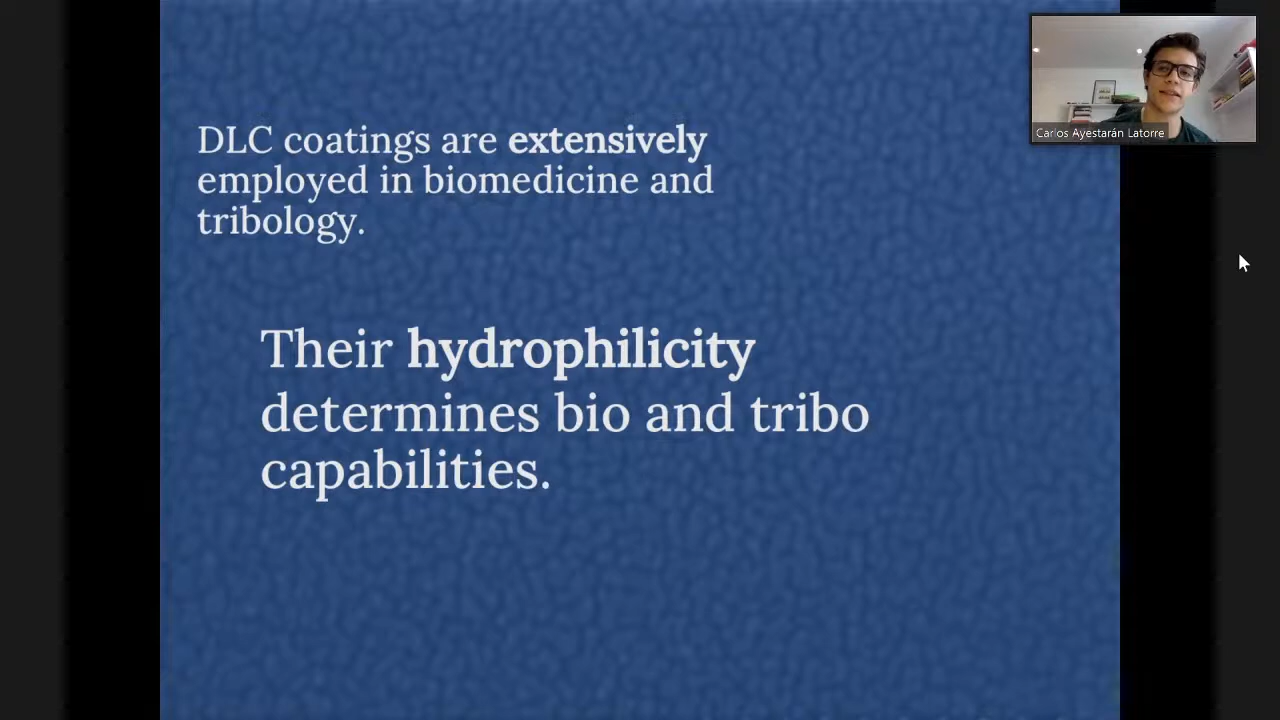 DLC coatings are extensively
employed in biomedicine and
tribology.
Their hydrophilicity
determines bio and tribo
capabilities.
Carlos Ayestarán Latorre